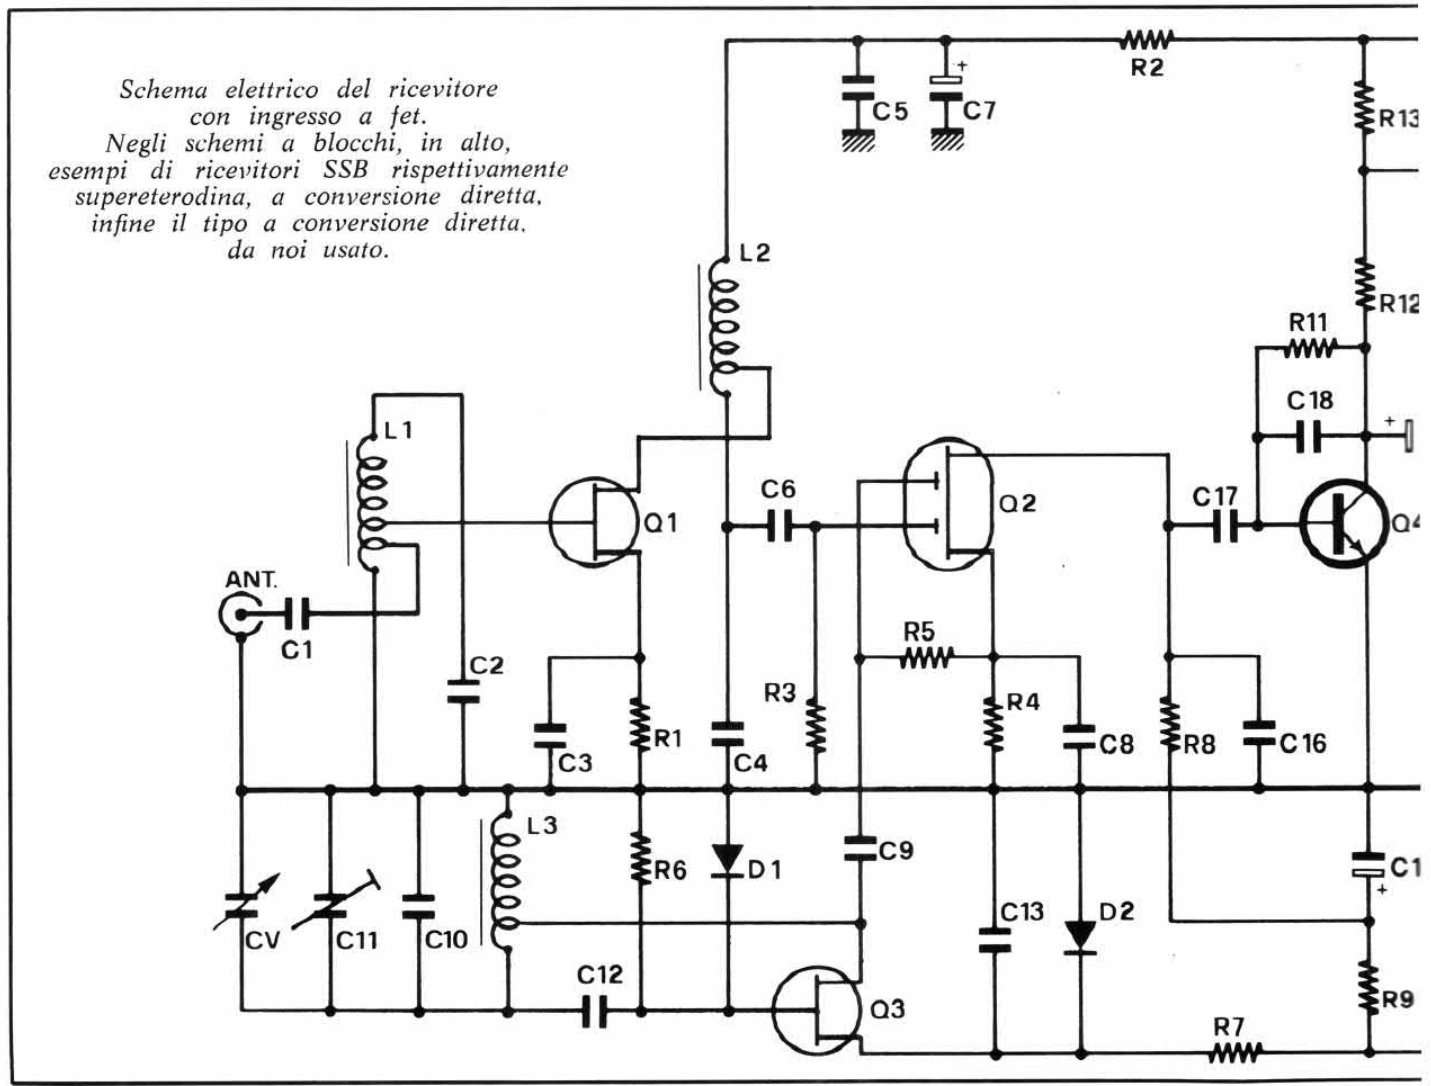 Schema elettrico del ricevitore
con ingresso a fet.
Negli schemi a blocchi, in alto,
esempi di ricevitori SSB rispettivamente
supereterodina, a conversione diretta,
infine il tipo a conversione diretta,
da noi usato.
R2
+
C5
C7
R13
L2
R12
R11
C18
+
L1
C6
C17
Q1
Q2
Q4
ANT.
C1
C2
R5
R3
R4
R1
C3
C4
C8
R8
C16
L3
R6
D1
C9
C1
+
CV
C11
C10
C13
D2
C12
Q3
R9
R7